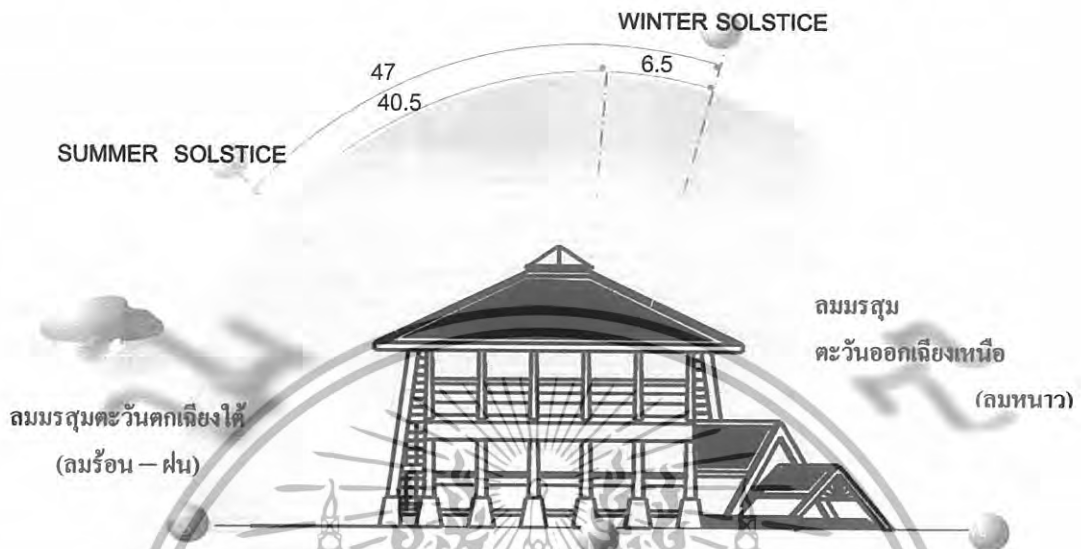 WINTER SOLSTICE
47
6.5
40.5
SUMMER SOLSTICE
ลมมรสุม
ตะวันออกเฉียงเหนือ
(ลมหนาว)
ลมมรสุมตะวันตกเฉียงใต้
(ลมร้อน – ฝน)